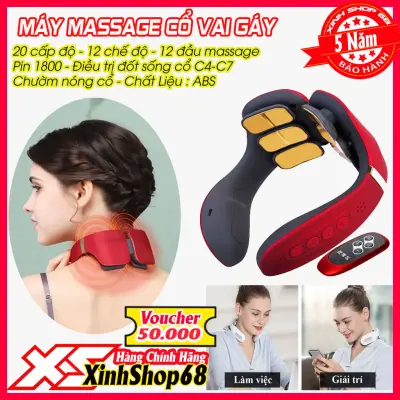 MÁY MASSAGE CỔ VAI GÁY
20 cấp độ - 12 chế độ - 12 đầu massage
Pin 1800 - Điều trị đốt sống cổ C4-C7
Chườm nóng cổ - Chất Liệu : ABS
XINH SHOP 68
5 Năm
BẢO HÀNH
Voucher
50.000
XS
Hàng Chính Hãng
XinhShop68
Làm việc
Giải trí